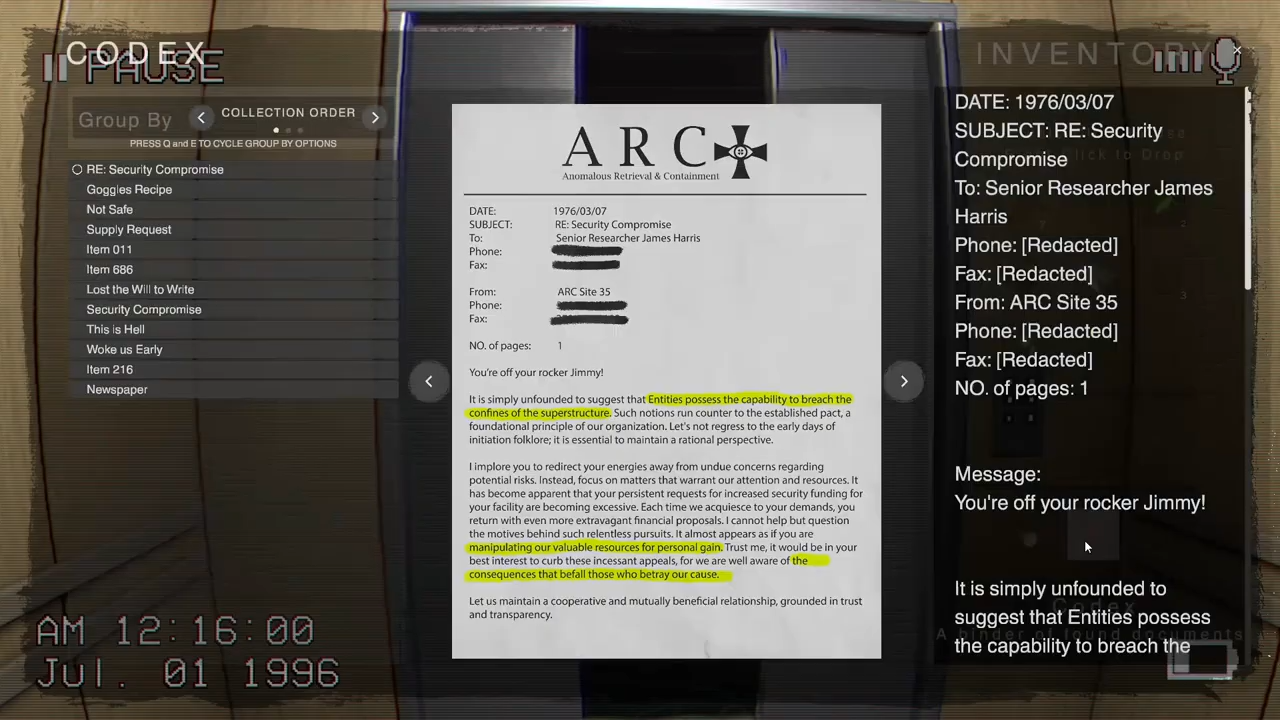 CODEX
PAUSE
Group By
COLLECTION ORDER
PRESS Q and E TO CYCLE GROUP BY OPTIONS
RE: Security Compromise
Goggles Recipe
Not Safe
Supply Request
Item 011
Item 686
Lost the Will to Write
Security Compromise
This is Hell
Woke us Early
Item 216
Newspaper
AM 12:16:00
Jul. 01 1996
ARC
Anomalous Retrieval & Containment
DATE: 1976/03/07
SUBJECT: RE: Security Compromise
To: Senior Researcher James Harris
Phone:
Fax:
From: ARC Site 35
Phone:
Fax:
NO. of pages: 1
You're off your rocker Jimmy!
It is simply unfounded to suggest that Entities possess the capability to breach the
confines of the superstructure. Such notions run counter to the established pact, a
foundational principle of our organization. Let's not regress to the early days of
initiation folklore; it is essential to maintain a rational perspective.
I implore you to redirect your energies away from undue concerns regarding
potential risks. Instead, focus on matters that warrant our attention and resources. It
has become apparent that your persistent requests for increased security funding for
your facility are becoming excessive. Each time we acquiesce to your demands, you
return with even more extravagant financial proposals. I cannot help but question
the motives behind such relentless pursuits. It almost appears as if you are
manipulating our valuable resources for personal gain. Trust me, it would be in your
best interest to curb these incessant appeals, for we are well aware of the
consequences that befall those who betray our cause.
Let us maintain a cooperative and mutually beneficial relationship, grounded in trust
and transparency.
INVENTORY
DATE: 1976/03/07
SUBJECT: RE: Security
Compromise
to Drop
To: Senior Researcher James
Harris
Phone: [Redacted]
Fax: [Redacted]
From: ARC Site 35
Phone: [Redacted]
Fax: [Redacted]
NO. of pages: 1
Message:
You're off your rocker Jimmy!
It is simply unfounded to
Codex
suggest that Entities possess
A binder of found documents
the capability to breach the